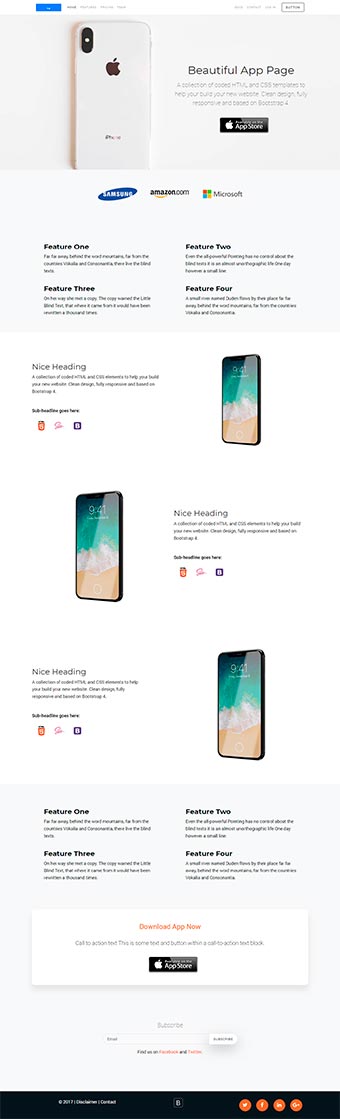 HOME FEATURES PRICING TEAM BLOG CONTACT LOG IN BUTTON
iPhone
Beautiful App Page
A collection of coded HTML and CSS templates to
help your build your new website. Clean design, fully
responsive and based on Bootstrap 4.
App Store
SAMSUNG amazon.com Microsoft
Feature One
Far far away, behind the word mountains, far from the
countries Vokalia and Consonantia, there live the blind
texts.
Feature Two
Even the all-powerful Pointing has no control about the
blind texts it is an almost unorthographic life One day
however a small line
Feature Three
On her way she met a copy. The copy warned the Little
Blind Text, that where it came from it would have been
rewritten a thousand times.
Feature Four
A small river named Duden flows by their place far far
away, behind the word mountains, far from the countries
Vokalia and Consonantia.
Nice Heading
A collection of coded HTML and CSS elements to help your build
your new website. Clean design, fully responsive and based on
Bootstrap 4.
Sub-headline goes here:
9:41
9:41
Nice Heading
A collection of coded HTML and CSS elements to help your build
your new website. Clean design, fully responsive and based on
Bootstrap 4.
Sub-headline goes here:
Nice Heading
A collection of coded HTML and CSS elements to help
your build your new website. Clean design, fully
responsive and based on Bootstrap 4.
Sub-headline goes here:
9:41
Feature One
Far far away, behind the word mountains, far from the
countries Vokalia and Consonantia, there live the blind
texts.
Feature Two
Even the all-powerful Pointing has no control about the
blind texts it is an almost unorthographic life One day
however a small line
Feature Three
On her way she met a copy. The copy warned the Little
Blind Text, that where it came from it would have been
rewritten a thousand times.
Feature Four
A small river named Duden flows by their place far far
away, behind the word mountains, far from the countries
Vokalia and Consonantia.
Download App Now
Call to action text This is some text and button within a call-to-action text block.
App Store
Subscribe
Email SUBSCRIBE
Find us on Facebook and Twitter.
© 2017 | Disclaimer | Contact B